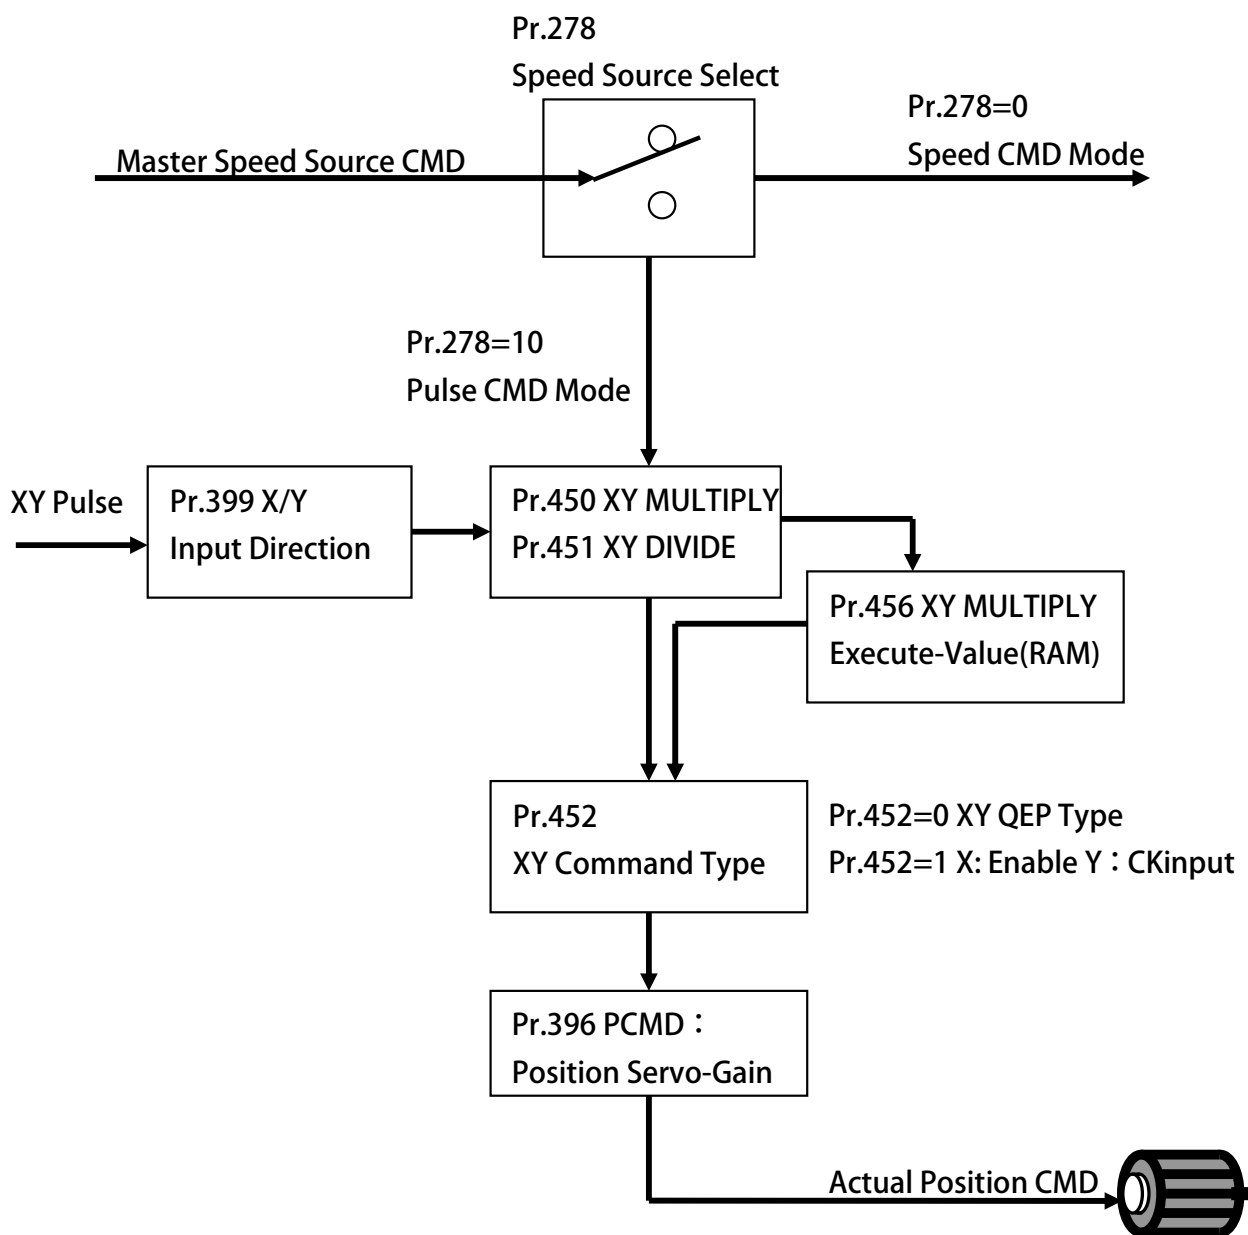 Pr.278
Speed Source Select
Pr.278=0
Speed CMD Mode
Master Speed Source CMD
Pr.278=10
Pulse CMD Mode
XY Pulse
Pr.399 X/Y
Input Direction
Pr.450 XY MULTIPLY
Pr.451 XY DIVIDE
Pr.456 XY MULTIPLY
Execute-Value(RAM)
Pr.452
XY Command Type
Pr.452=0 XY QEP Type
Pr.452=1 X: Enable Y：CKinput
Pr.396 PCMD：
Position Servo-Gain
Actual Position CMD